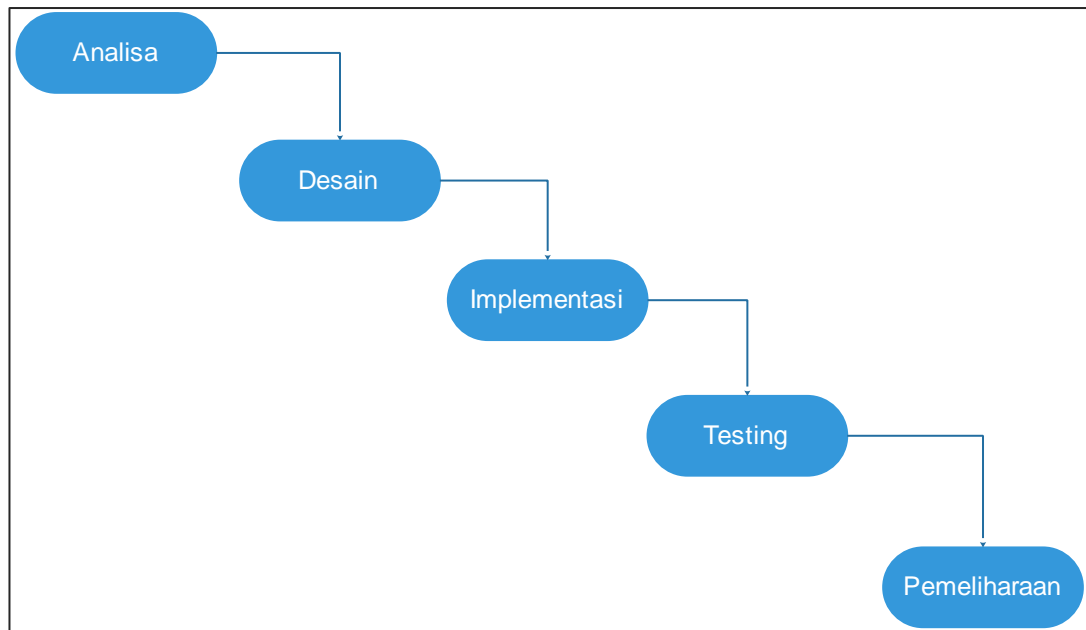 Analisa
Desain
Implementasi
Testing
Pemeliharaan